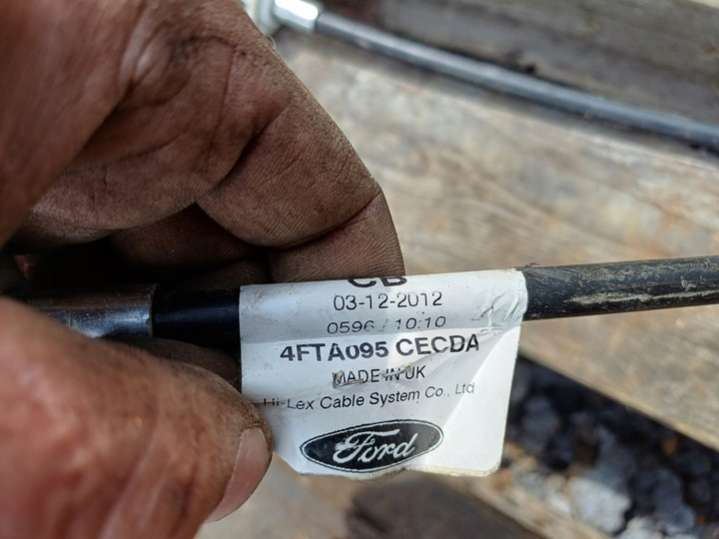 CB
03-12-2012
0596 / 10:10
4FTA095 CECDA
MADE IN UK
Hi-Lex Cable System Co., Ltd
Ford